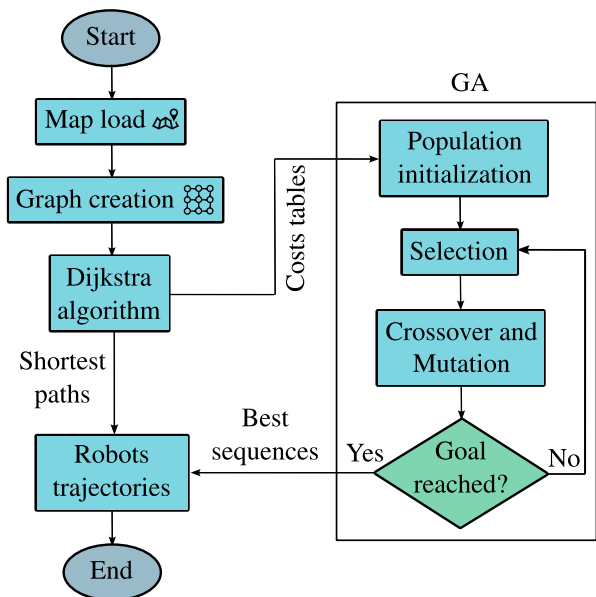 Start
Map load
Graph creation
Dijkstra
algorithm
Shortest
paths
Robots
trajectories
End
Costs tables
GA
Population
initialization
Selection
Crossover and
Mutation
Goal
reached?
Yes
No
Best
sequences